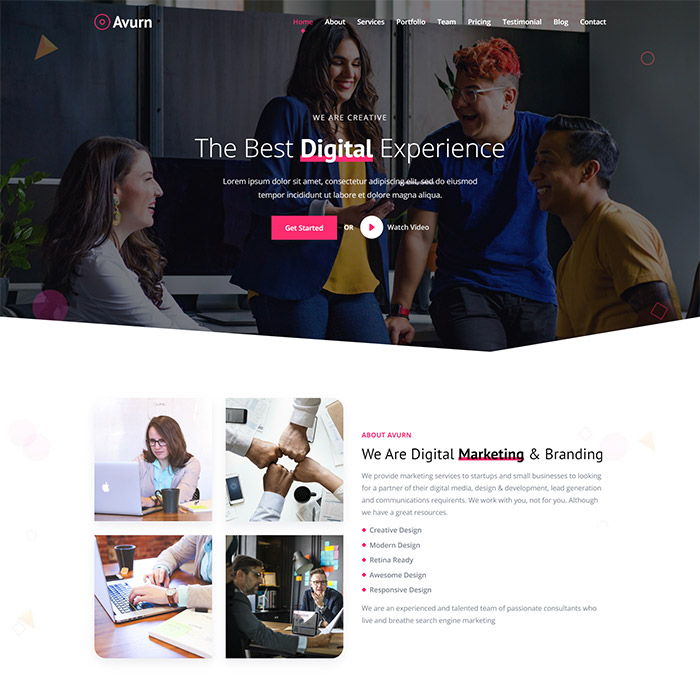 Avurn
Home About Services Portfolio Team Pricing Testimonial Blog Contact
WE ARE CREATIVE
The Best Digital Experience
Lorem ipsum dolor sit amet, consectetur adipiscing elit, sed do eiusmod
tempor incididunt ut labore et dolore magna aliqua.
Get Started OR Watch Video
ABOUT AVURN
We Are Digital Marketing & Branding
We provide marketing services to startups and small businesses to looking
for a partner of their digital media, design & development, lead generation
and communications requirents. We work with you, not for you. Although
we have a great resources.
Creative Design
Modern Design
Retina Ready
Awesome Design
Responsive Design
We are an experienced and talented team of passionate consultants who
live and breathe search engine marketing